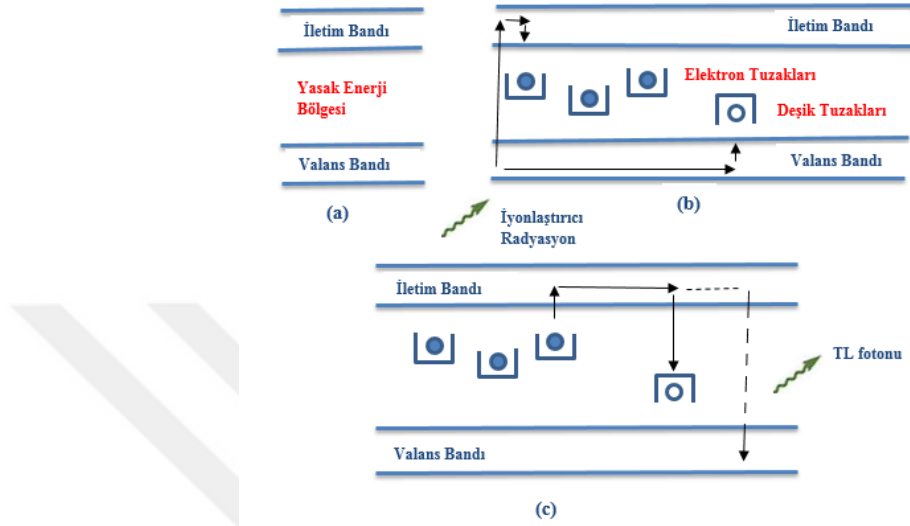 İletim Bandı
Yasak Enerji
Bölgesi
Valans Bandı
(a)
İletim Bandı
Elektron Tuzakları
Deşik Tuzakları
Valans Bandı
(b)
İyonlaştırıcı
Radyasyon
İletim Bandı
TL fotonu
Valans Bandı
(c)